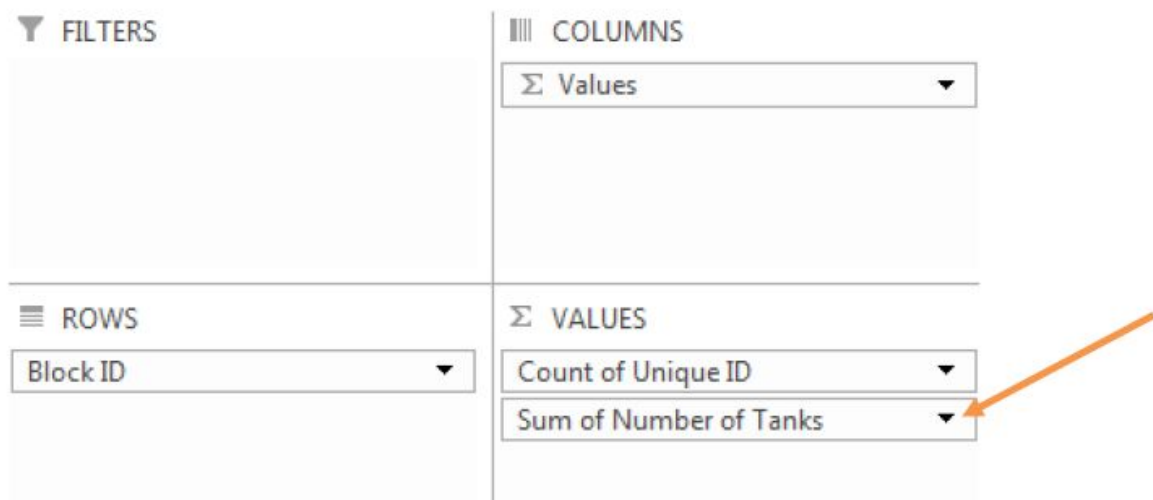 FILTERS
COLUMNS
Σ Values
ROWS
Σ VALUES
Block ID
Count of Unique ID
Sum of Number of Tanks